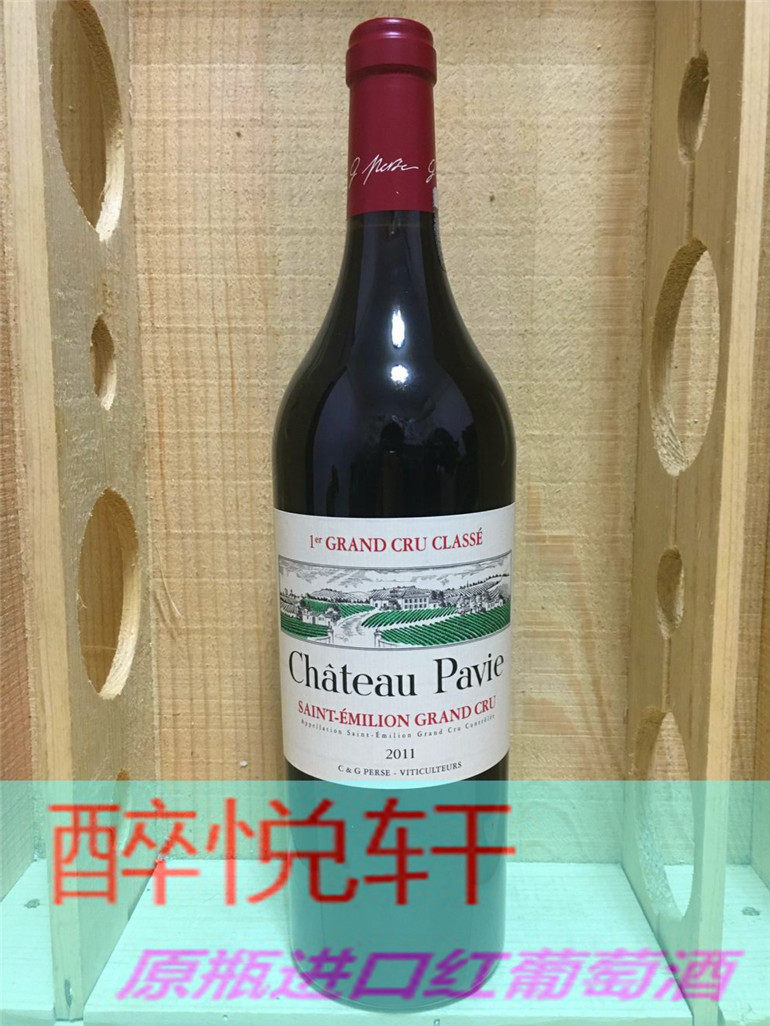 G Perse G
1er GRAND CRU CLASSÉ
Château Pavie
SAINT-ÉMILION GRAND CRU
Appellation Saint-Émilion Grand Cru Contrôlée
2011
C & G PERSE - VITICULTEURS
醉悦轩
原瓶进口红葡萄酒